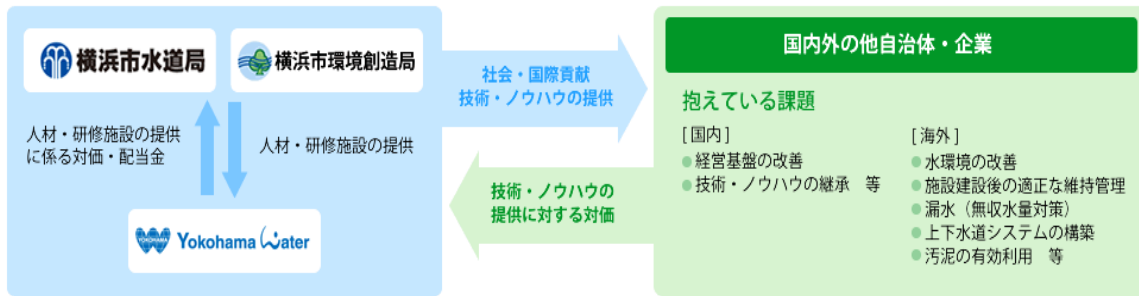 横浜市水道局
横浜市環境創造局
人材・研修施設の提供
に係る対価・配当金
人材・研修施設の提供
YOKOHAMA
Yokohama Water
社会・国際貢献
技術・ノウハウの提供
技術・ノウハウの
提供に対する対価
国内外の他自治体・企業
抱えている課題
[ 国内 ]
● 経営基盤の改善
● 技術・ノウハウの継承　等
[ 海外 ]
● 水環境の改善
● 施設建設後の適正な維持管理
● 漏水（無収水量対策）
● 上下水道システムの構築
● 汚泥の有効利用　等